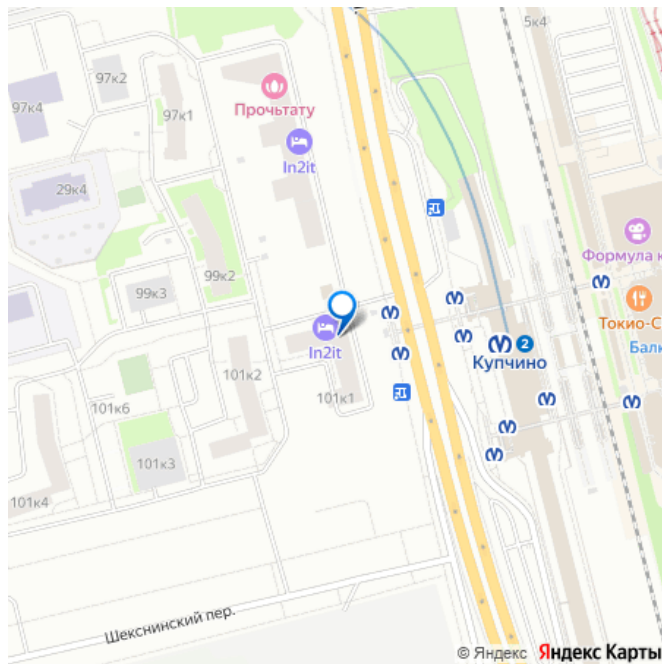 5к4
97к2
97к4
97к1
Прочьтату
In2it
29к4
Формула к
99к2
99к3
Токио-С
In2it
2
Балк
Купчино
101к2
101к1
101к6
101к3
101к4
Шекснинский пер.
© Яндекс Яндекс Карты